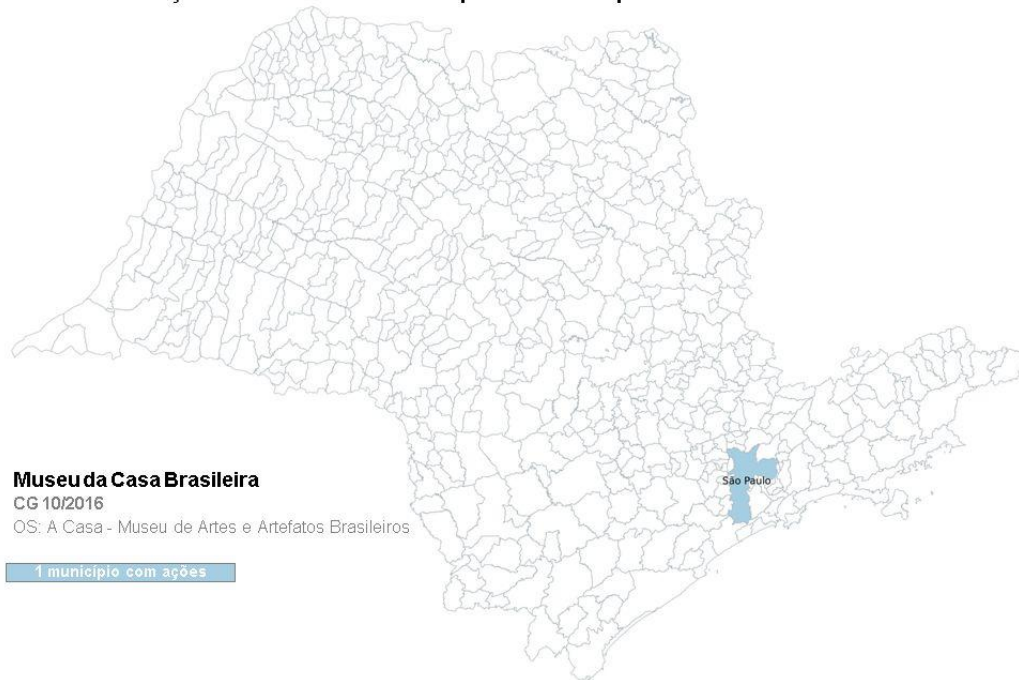 São Paulo
Museu da Casa Brasileira
CG 10/2016
OS: A Casa - Museu de Artes e Artefatos Brasileiros
1 município com ações